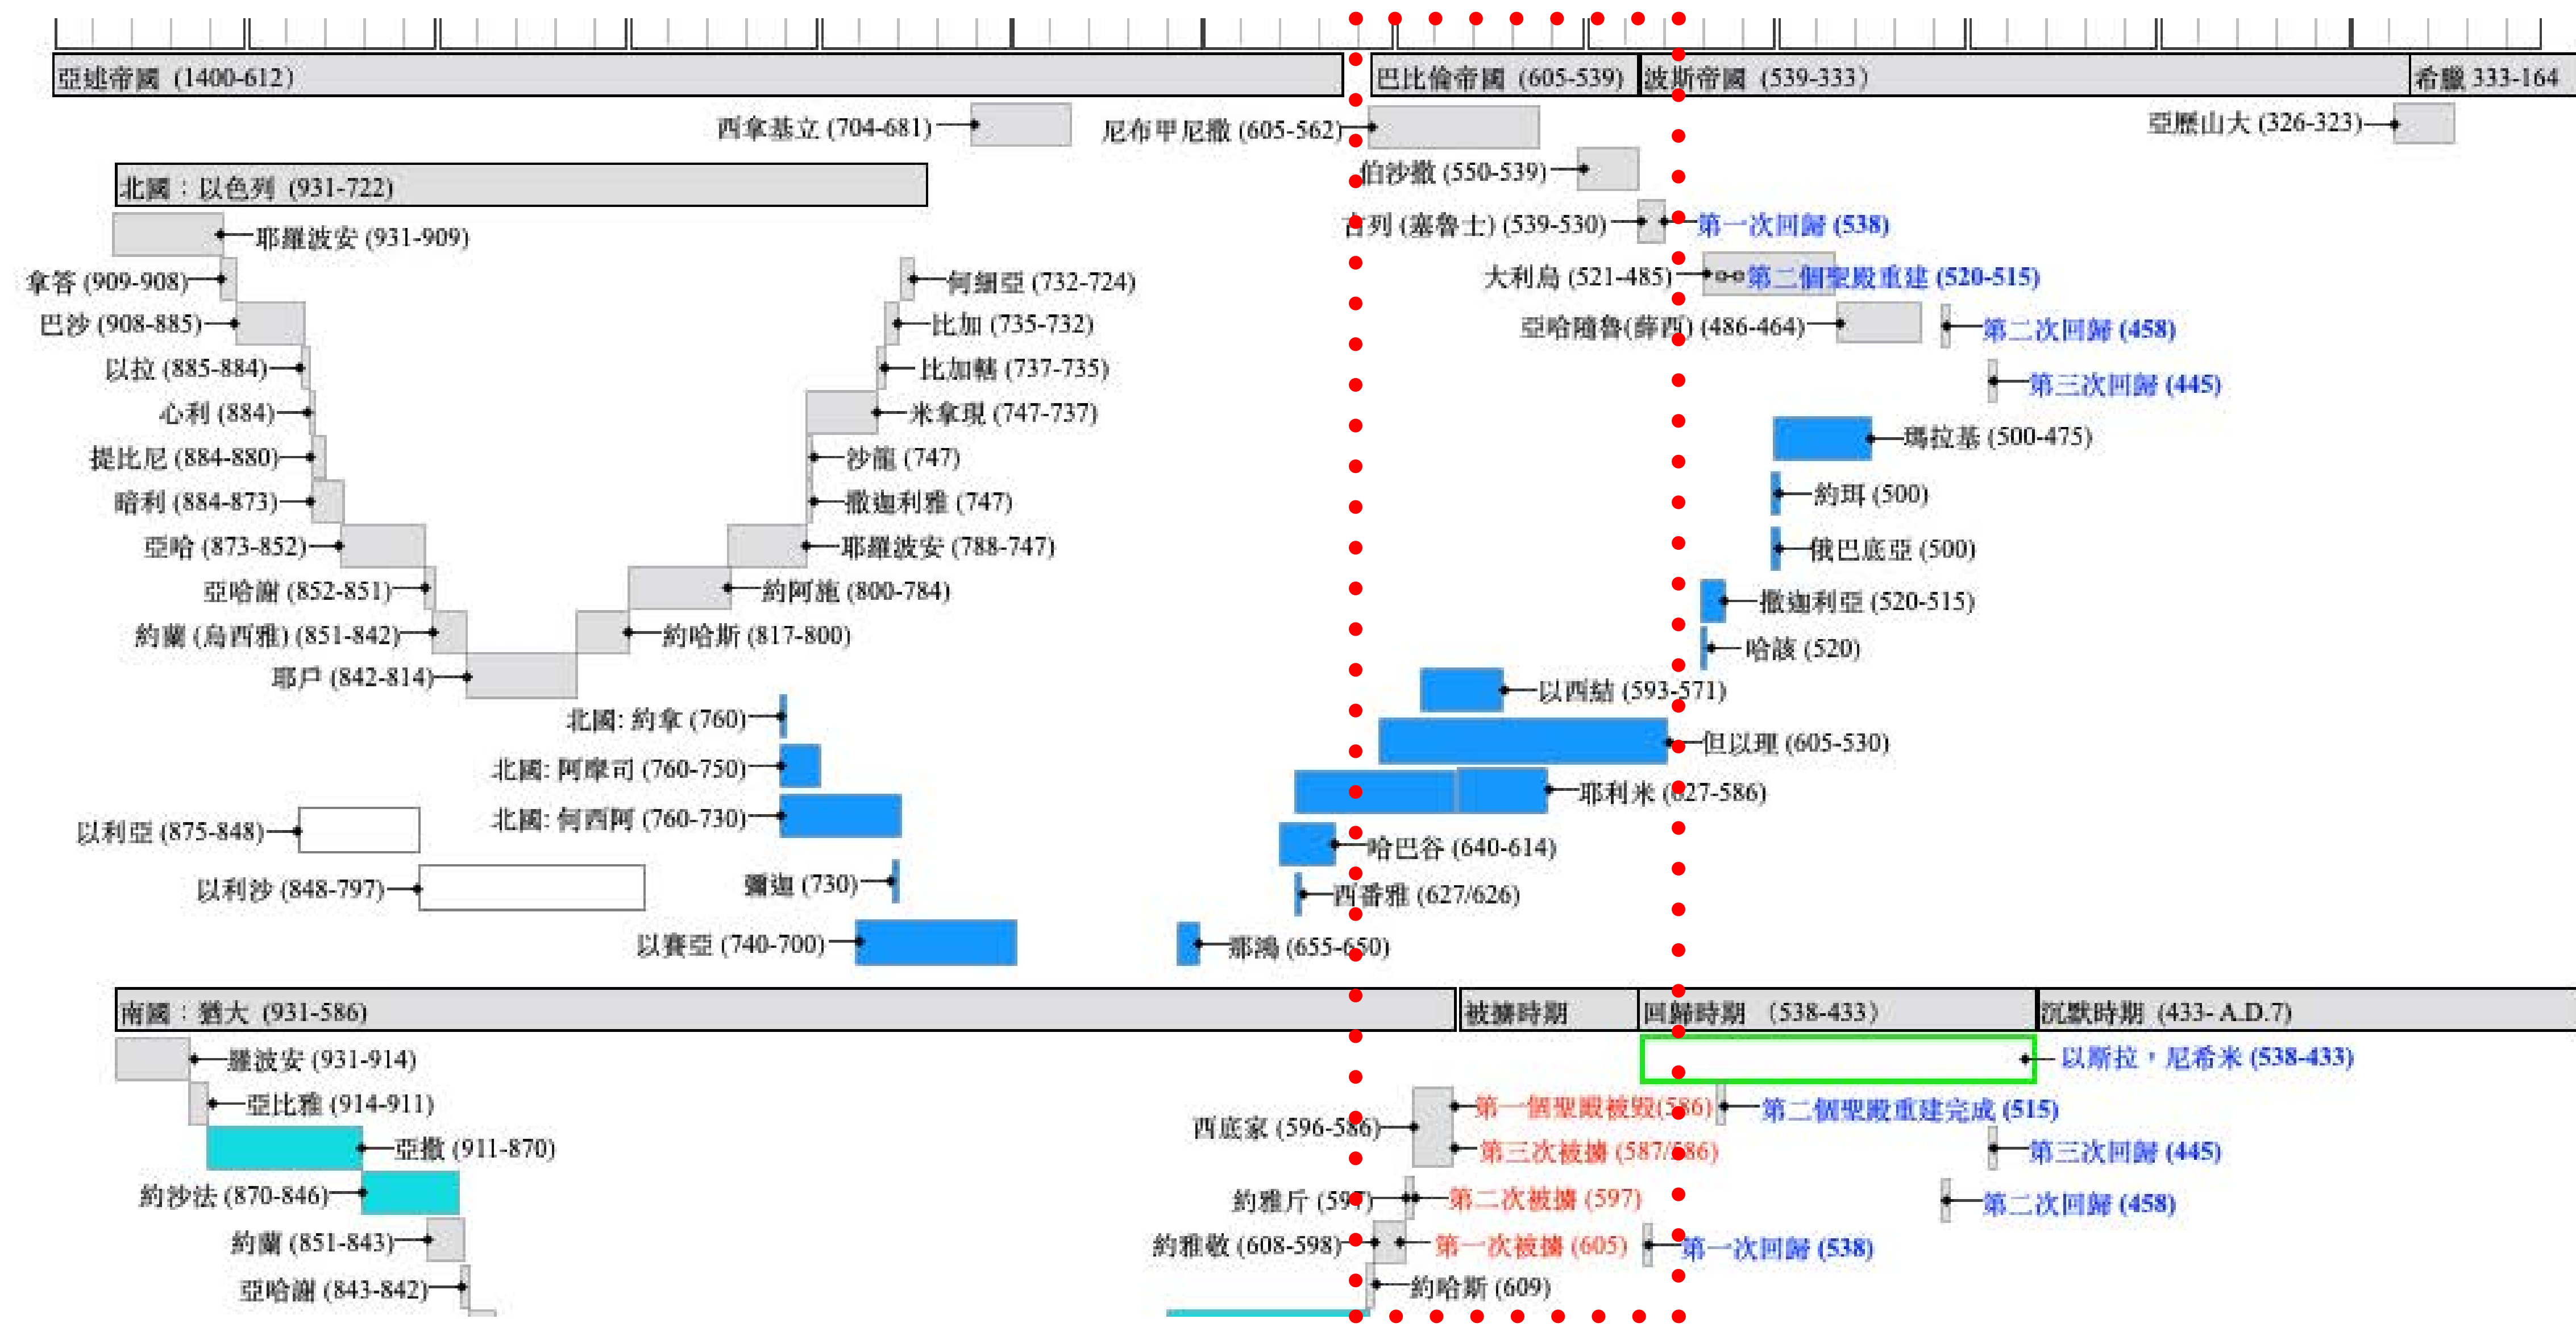 亞述帝國 (1400-612)
巴比倫帝國 (605-539)
波斯帝國 (539-333)
希臘 333-164
西拿基立 (704-681)
尼布甲尼撒 (605-562)
亞歷山大 (326-323)
伯沙撒 (550-539)
北國：以色列 (931-722)
古列 (塞魯士) (539-530)
第一次回歸 (538)
耶羅波安 (931-909)
大利烏 (521-485)
第二個聖殿重建 (520-515)
拿答 (909-908)
何細亞 (732-724)
巴沙 (908-885)
比加 (735-732)
亞哈隨魯(薛西) (486-464)
第二次回歸 (458)
以拉 (885-884)
比加轄 (737-735)
第三次回歸 (445)
心利 (884)
米拿現 (747-737)
瑪拉基 (500-475)
提比尼 (884-880)
沙龍 (747)
暗利 (884-873)
撒迦利雅 (747)
約珥 (500)
亞哈 (873-852)
耶羅波安 (788-747)
俄巴底亞 (500)
亞哈謝 (852-851)
約阿施 (800-784)
撒迦利亞 (520-515)
約蘭 (烏西雅) (851-842)
約哈斯 (817-800)
哈該 (520)
耶戶 (842-814)
以西結 (593-571)
北國: 約拿 (760)
但以理 (605-530)
北國: 阿摩司 (760-750)
耶利米 (627-586)
北國: 何西阿 (760-730)
以利亞 (875-848)
哈巴谷 (640-614)
以利沙 (848-797)
彌迦 (730)
西番雅 (627/626)
以賽亞 (740-700)
那鴻 (655-650)
南國：猶大 (931-586)
被擄時期
回歸時期 (538-433)
沉默時期 (433- A.D.7)
羅波安 (931-914)
以斯拉，尼希米 (538-433)
亞比雅 (914-911)
第一個聖殿被毀(586)
第二個聖殿重建完成 (515)
西底家 (596-586)
亞撒 (911-870)
第三次被擄 (587/586)
第三次回歸 (445)
約沙法 (870-846)
約雅斤 (597)
第二次被擄 (597)
第二次回歸 (458)
約蘭 (851-843)
約雅敬 (608-598)
第一次被擄 (605)
第一次回歸 (538)
亞哈謝 (843-842)
約哈斯 (609)